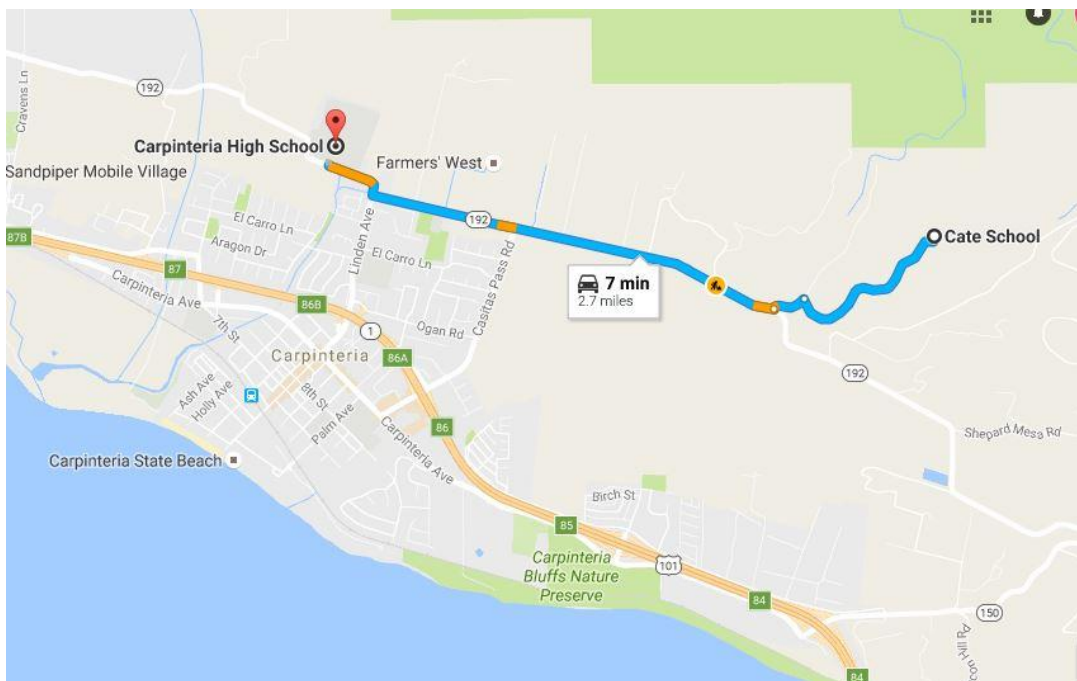 192
Cravens Ln
Carpinteria High School
Farmers' West
Sandpiper Mobile Village
El Carro Ln
Linden Ave
192
Cate School
87B
Aragon Dr
El Carro Ln
Casitas Pass Rd
87
Carpinteria Ave
7 min
2.7 miles
86B
7th St
1
Ogan Rd
Carpinteria
86A
192
Ash Ave
Holly Ave
8th St
Palm Ave
86
Shepard Mesa Rd
Carpinteria State Beach
Carpinteria Ave
Birch St
85
Carpinteria
Bluffs Nature
Preserve
101
84
150
con Hill Rd
84